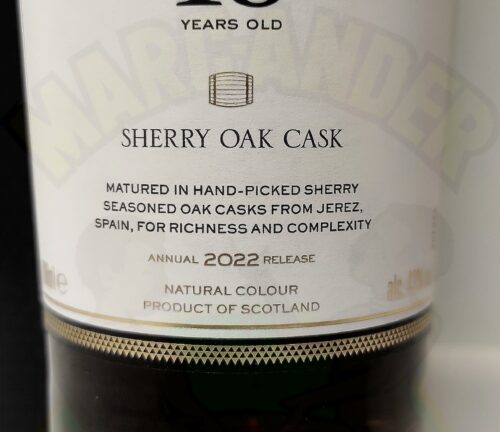 YEARS OLD
MARIGANDER
SHERRY OAK CASK
MATURED IN HAND-PICKED SHERRY
SEASONED OAK CASKS FROM JEREZ,
SPAIN, FOR RICHNESS AND COMPLEXITY
ANNUAL 2022 RELEASE
NATURAL COLOUR
PRODUCT OF SCOTLAND